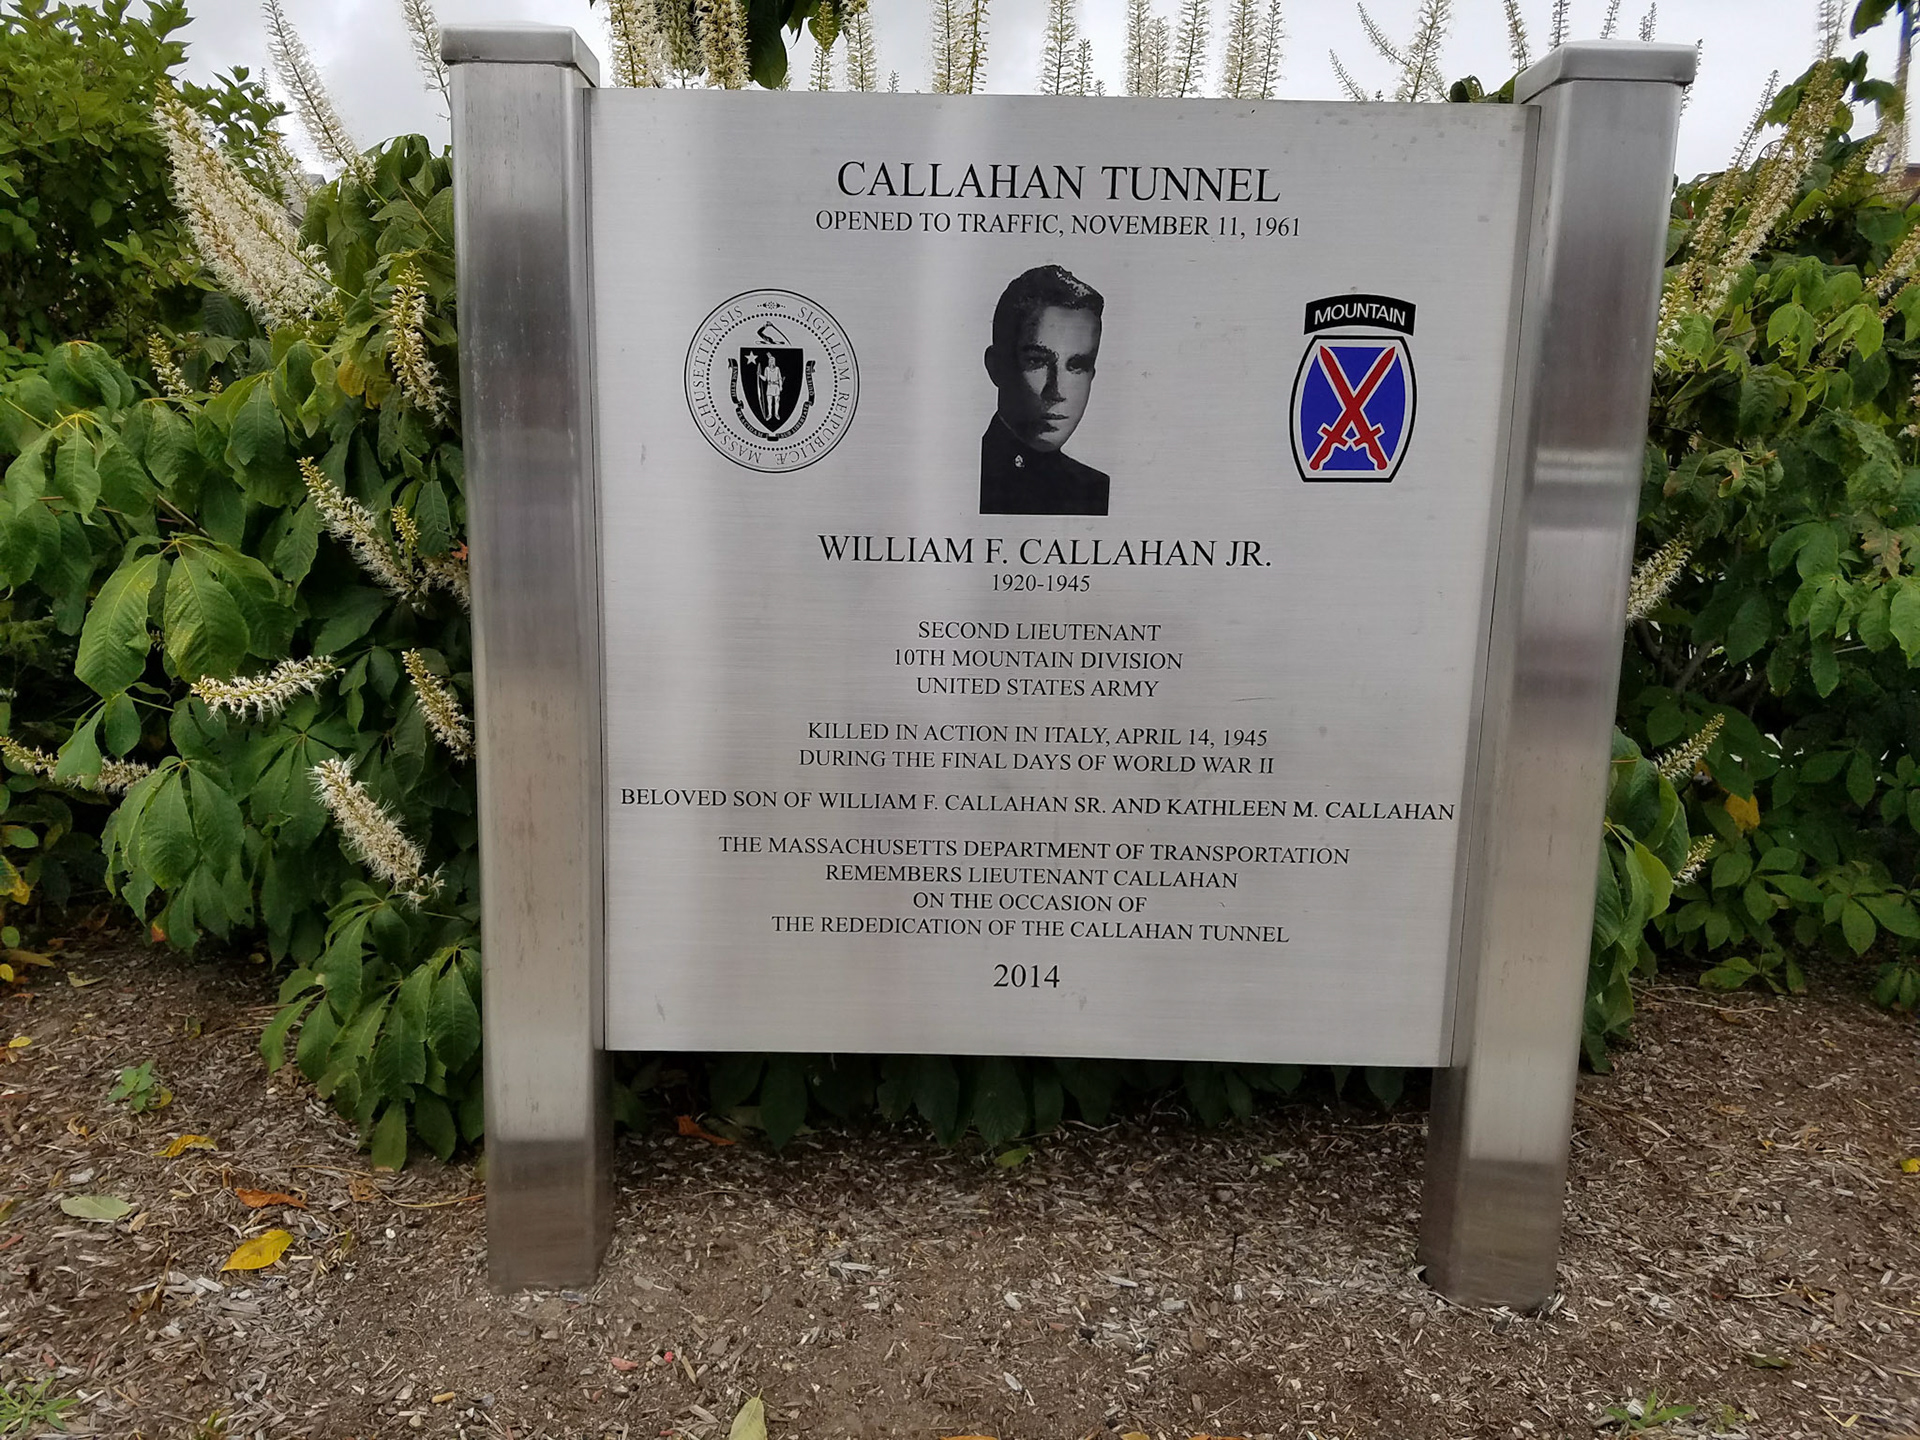 CALLAHAN TUNNEL
OPENED TO TRAFFIC, NOVEMBER 11, 1961
SIGILLUM REIPUBLICÆ MASSACHUSETTENSIS
MOUNTAIN
WILLIAM F. CALLAHAN JR.
1920-1945
SECOND LIEUTENANT
10TH MOUNTAIN DIVISION
UNITED STATES ARMY
KILLED IN ACTION IN ITALY, APRIL 14, 1945
DURING THE FINAL DAYS OF WORLD WAR II
BELOVED SON OF WILLIAM F. CALLAHAN SR. AND KATHLEEN M. CALLAHAN
THE MASSACHUSETTS DEPARTMENT OF TRANSPORTATION
REMEMBERS LIEUTENANT CALLAHAN
ON THE OCCASION OF
THE REDEDICATION OF THE CALLAHAN TUNNEL
2014